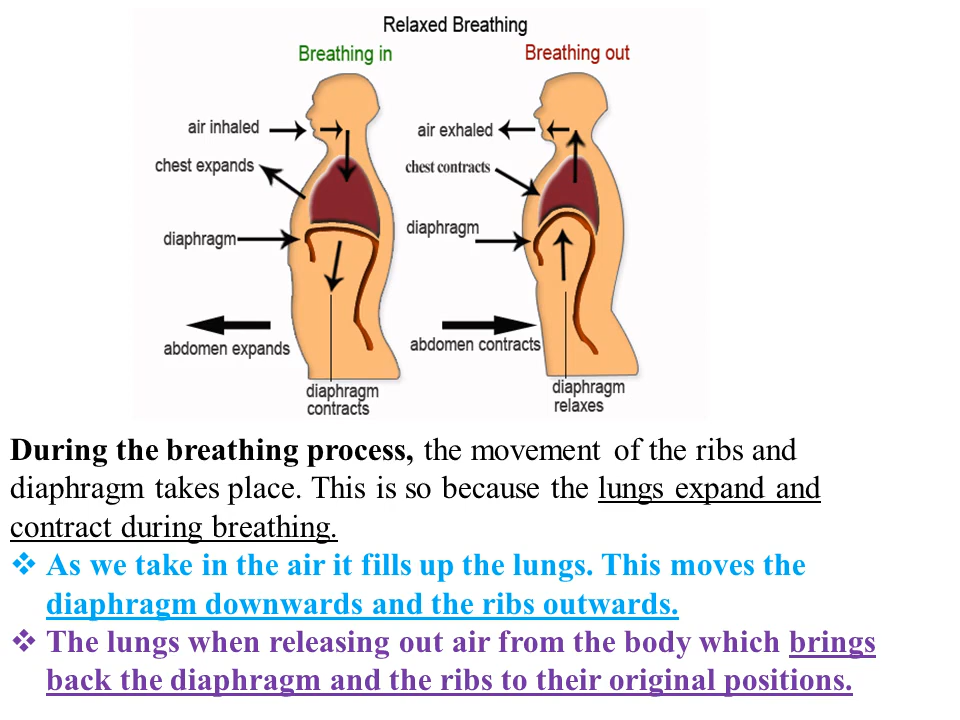 Relaxed Breathing
Breathing in
Breathing out
air inhaled
air exhaled
chest expands
chest contracts
diaphragm
diaphragm
abdomen expands
abdomen contracts
diaphragm
contracts
diaphragm
relaxes
During the breathing process, the movement of the ribs and
diaphragm takes place. This is so because the lungs expand and
contract during breathing.
❖ As we take in the air it fills up the lungs. This moves the
diaphragm downwards and the ribs outwards.
❖ The lungs when releasing out air from the body which brings
back the diaphragm and the ribs to their original positions.